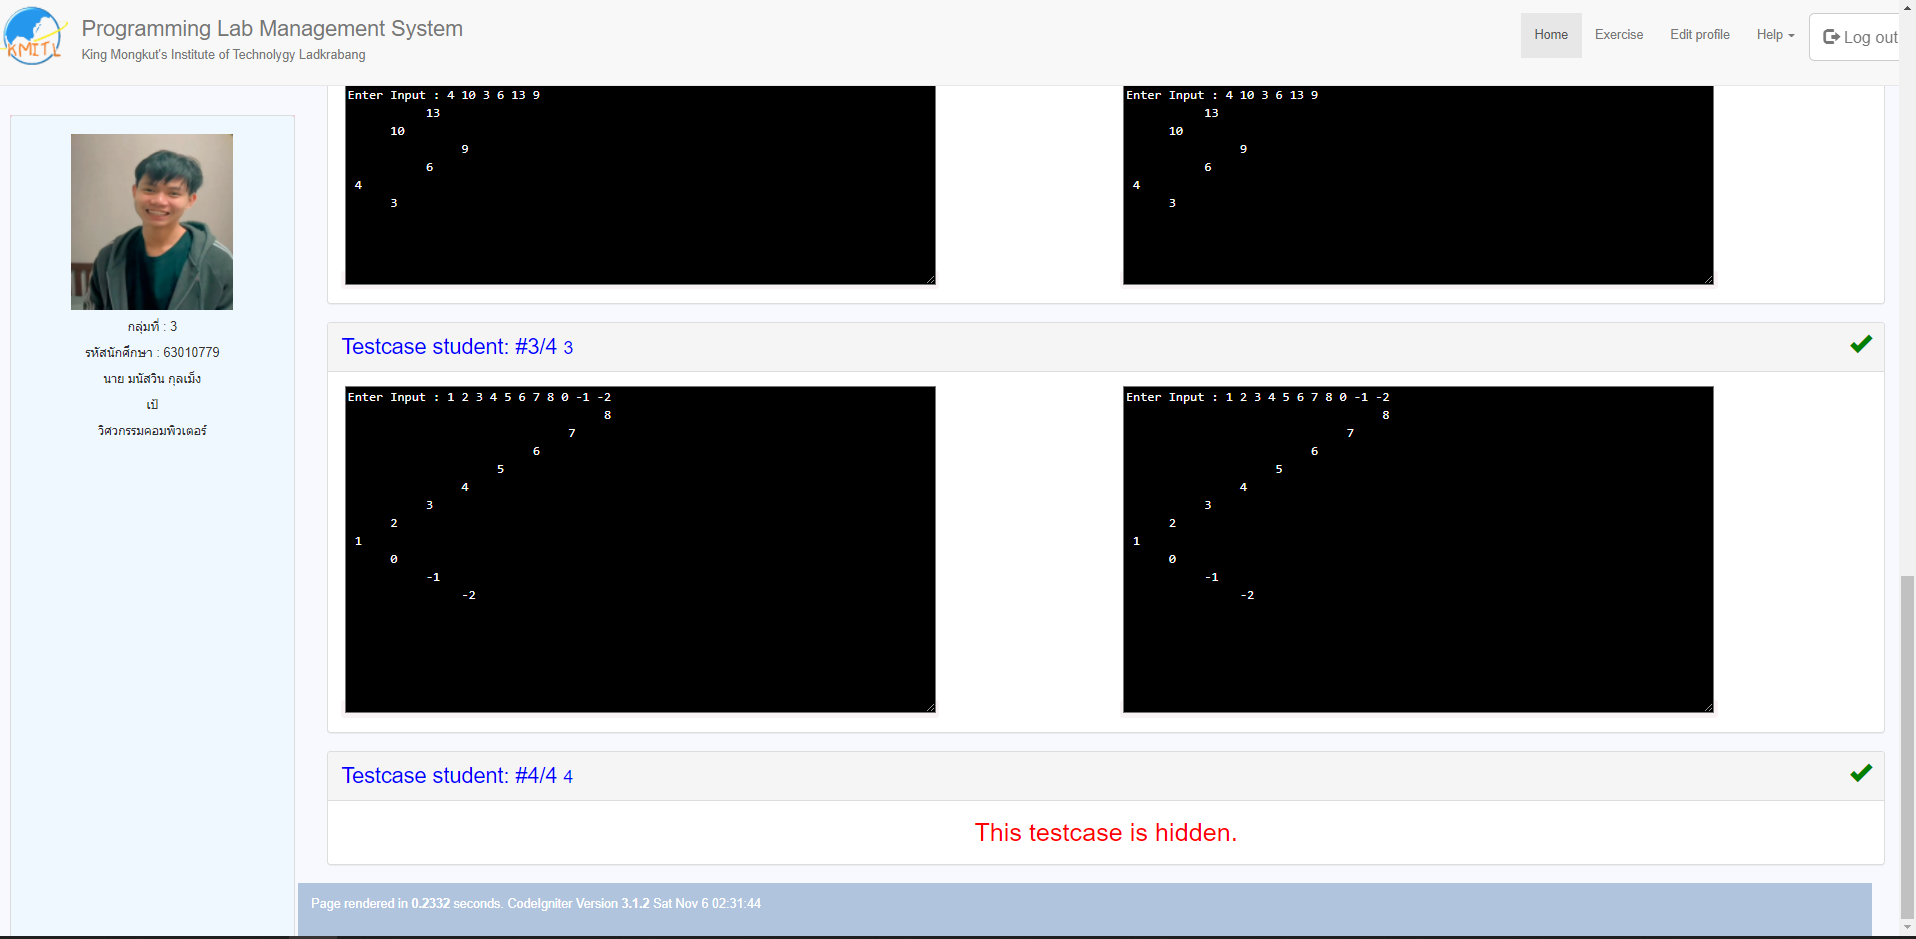 KMITL
Programming Lab Management System
King Mongkut's Institute of Technolygy Ladkrabang
Home
Exercise
Edit profile
Help
Log out
กลุ่มที่ : 3
รหัสนักศึกษา : 63010779
นาย มนัสวิน กุลเม็ง
เป้
วิศวกรรมคอมพิวเตอร์
Enter Input : 4 10 3 6 13 9
13
10
9
6
4
3
Enter Input : 4 10 3 6 13 9
13
10
9
6
4
3
Testcase student: #3/4 3
Enter Input : 1 2 3 4 5 6 7 8 0 -1 -2
8
7
6
5
4
3
2
1
0
-1
-2
Enter Input : 1 2 3 4 5 6 7 8 0 -1 -2
8
7
6
5
4
3
2
1
0
-1
-2
Testcase student: #4/4 4
This testcase is hidden.
Page rendered in 0.2332 seconds. CodeIgniter Version 3.1.2 Sat Nov 6 02:31:44